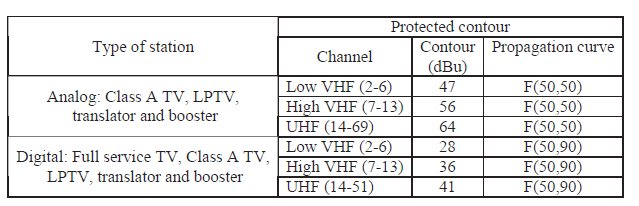 Type of station
Protected contour
Channel
Contour
(dBu)
Propagation curve
Analog: Class A TV, LPTV,
translator and booster
Low VHF (2-6) 47 F(50,50)
High VHF (7-13) 56 F(50,50)
UHF (14-69) 64 F(50,50)
Digital: Full service TV, Class A TV,
LPTV, translator and booster
Low VHF (2-6) 28 F(50,90)
High VHF (7-13) 36 F(50,90)
UHF (14-51) 41 F(50,90)